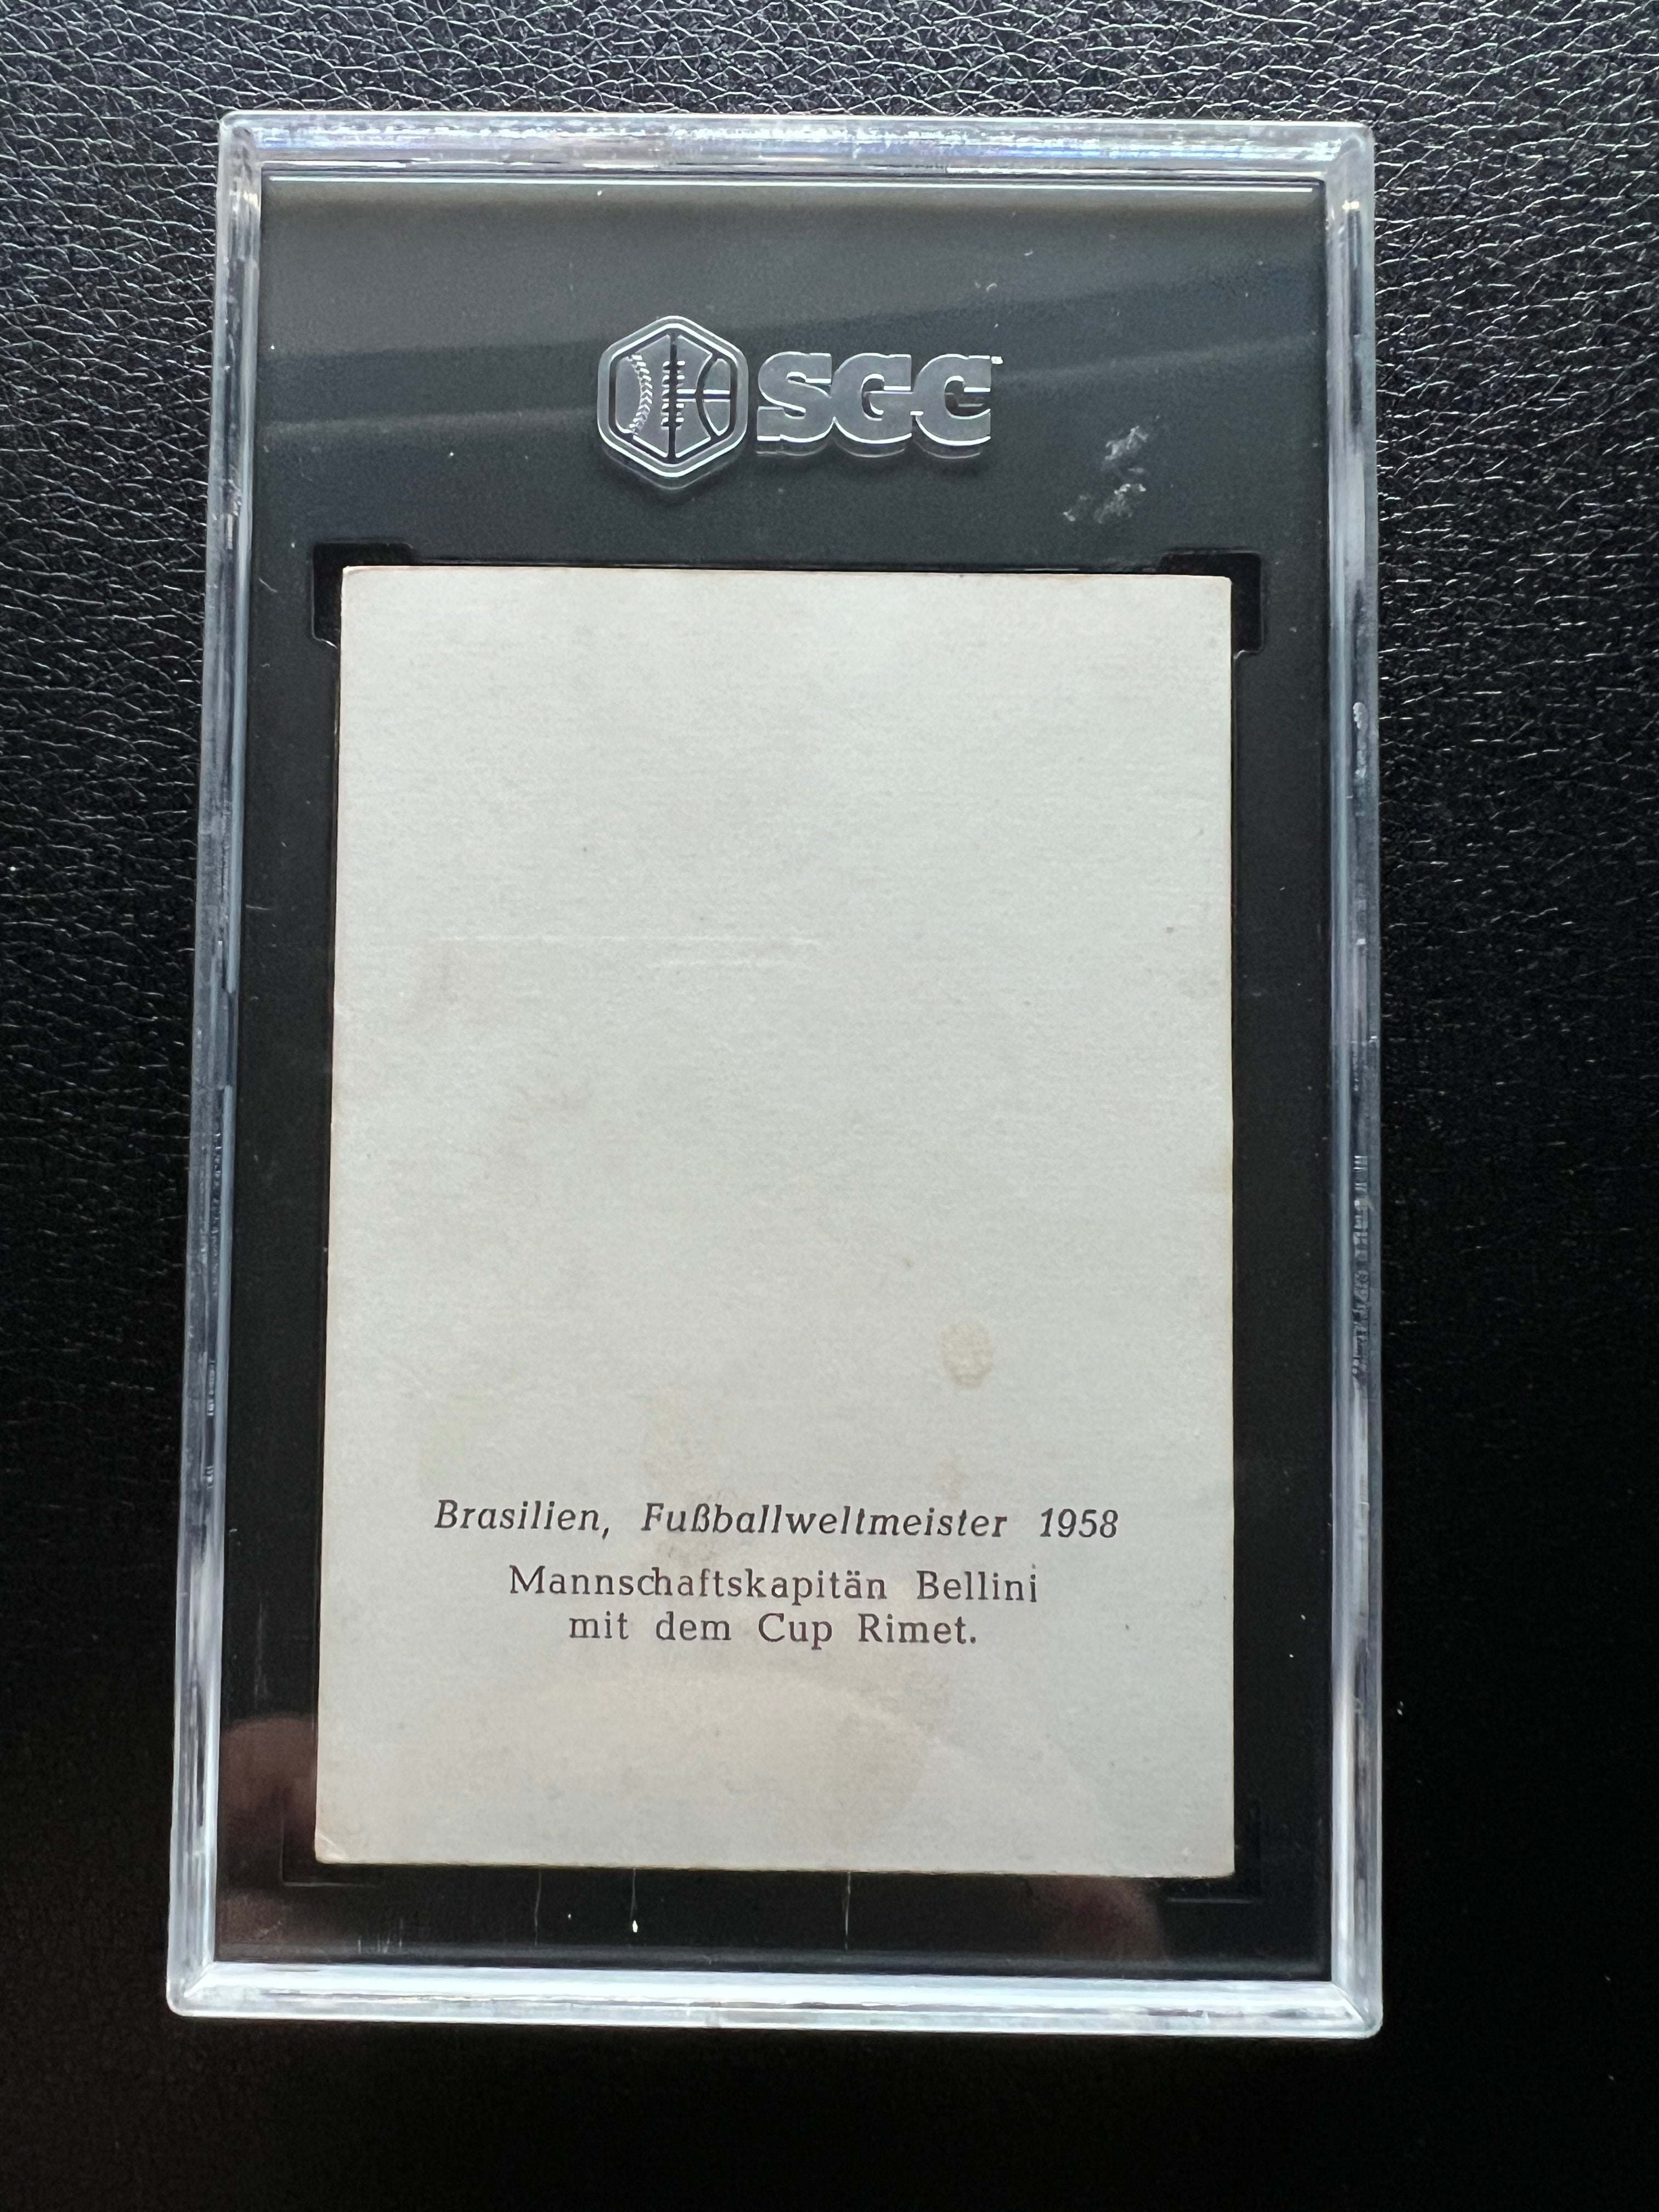 SGC
Brasilien, Fußballweltmeister 1958
Mannschaftskapitän Bellini
mit dem Cup Rimet.